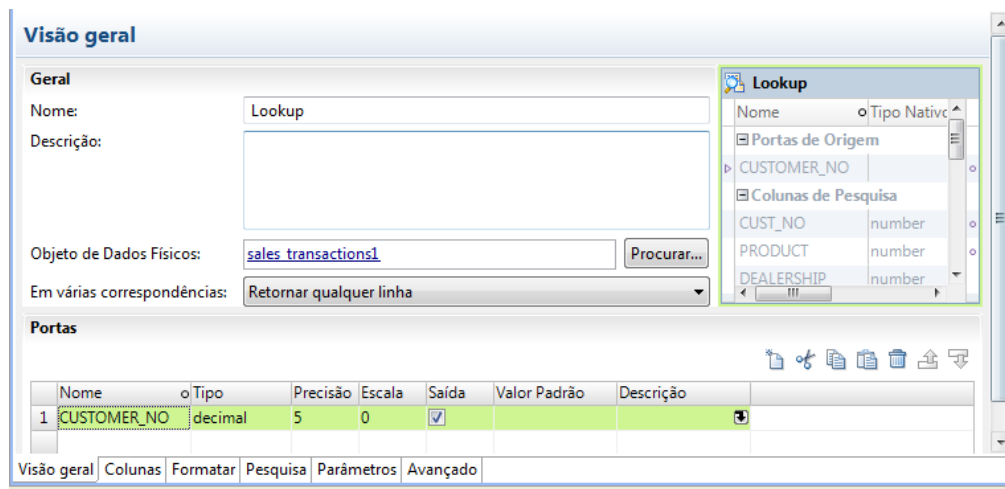 Visão geral
Geral
Nome: Lookup
Descrição:
Objeto de Dados Físicos: sales_transactions1 Procurar...
Em várias correspondências: Retornar qualquer linha
Lookup
Nome Tipo Nativo
Portas de Origem
CUSTOMER_NO
Colunas de Pesquisa
CUST_NO number
PRODUCT number
DEALERSHIP number
Portas
Nome Tipo Precisão Escala Saída Valor Padrão Descrição
1 CUSTOMER_NO decimal 5 0
Visão geral Colunas Formatar Pesquisa Parâmetros Avançado